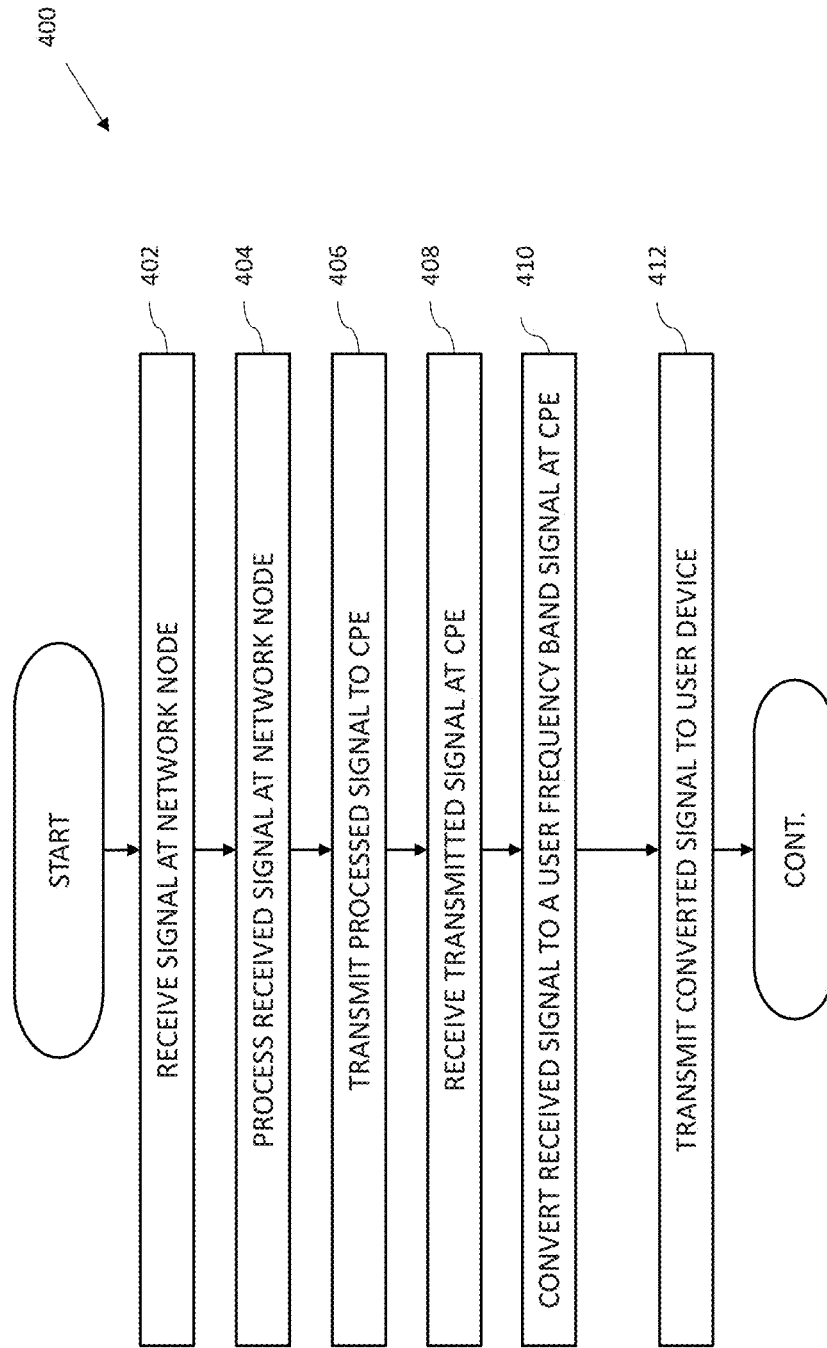 400
START
RECEIVE SIGNAL AT NETWORK NODE
402
PROCESS RECEIVED SIGNAL AT NETWORK NODE
404
TRANSMIT PROCESSED SIGNAL TO CPE
406
RECEIVE TRANSMITTED SIGNAL AT CPE
408
CONVERT RECEIVED SIGNAL TO A USER FREQUENCY BAND SIGNAL AT CPE
410
TRANSMIT CONVERTED SIGNAL TO USER DEVICE
412
CONT.